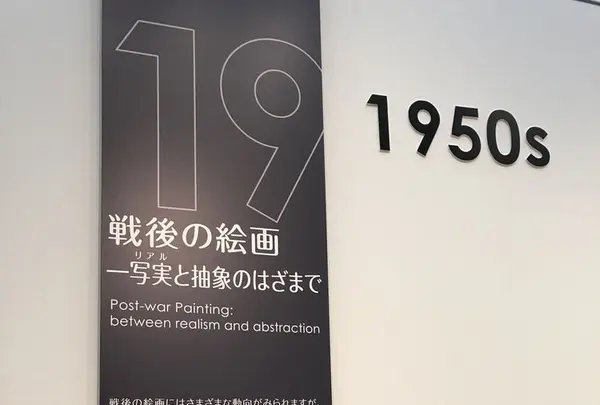 19
戦後の絵画
リアル
―写実と抽象のはざまで
Post-war Painting:
between realism and abstraction
戦後の絵画にはさまざまな動向がみられますが、
1950s